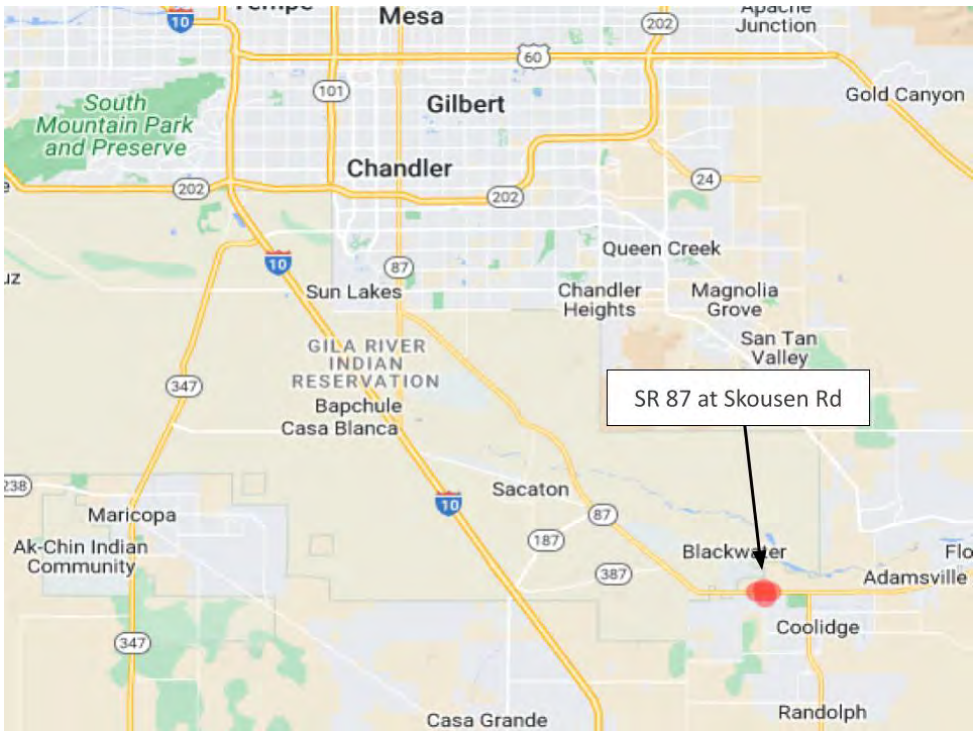 Tempe
10
Mesa
202
Apache
Junction
60
101
Gold Canyon
South
Mountain Park
and Preserve
Gilbert
Chandler
202
202
24
Queen Creek
10
87
uz
Sun Lakes
Chandler
Heights
Magnolia
Grove
San Tan
Valley
GILA RIVER
INDIAN
RESERVATION
347
SR 87 at Skousen Rd
Bapchule
Casa Blanca
238
Sacaton
10
87
Maricopa
187
Ak-Chin Indian
Community
Blackwater
Flo
387
Adamsville
Coolidge
347
Randolph
Casa Grande